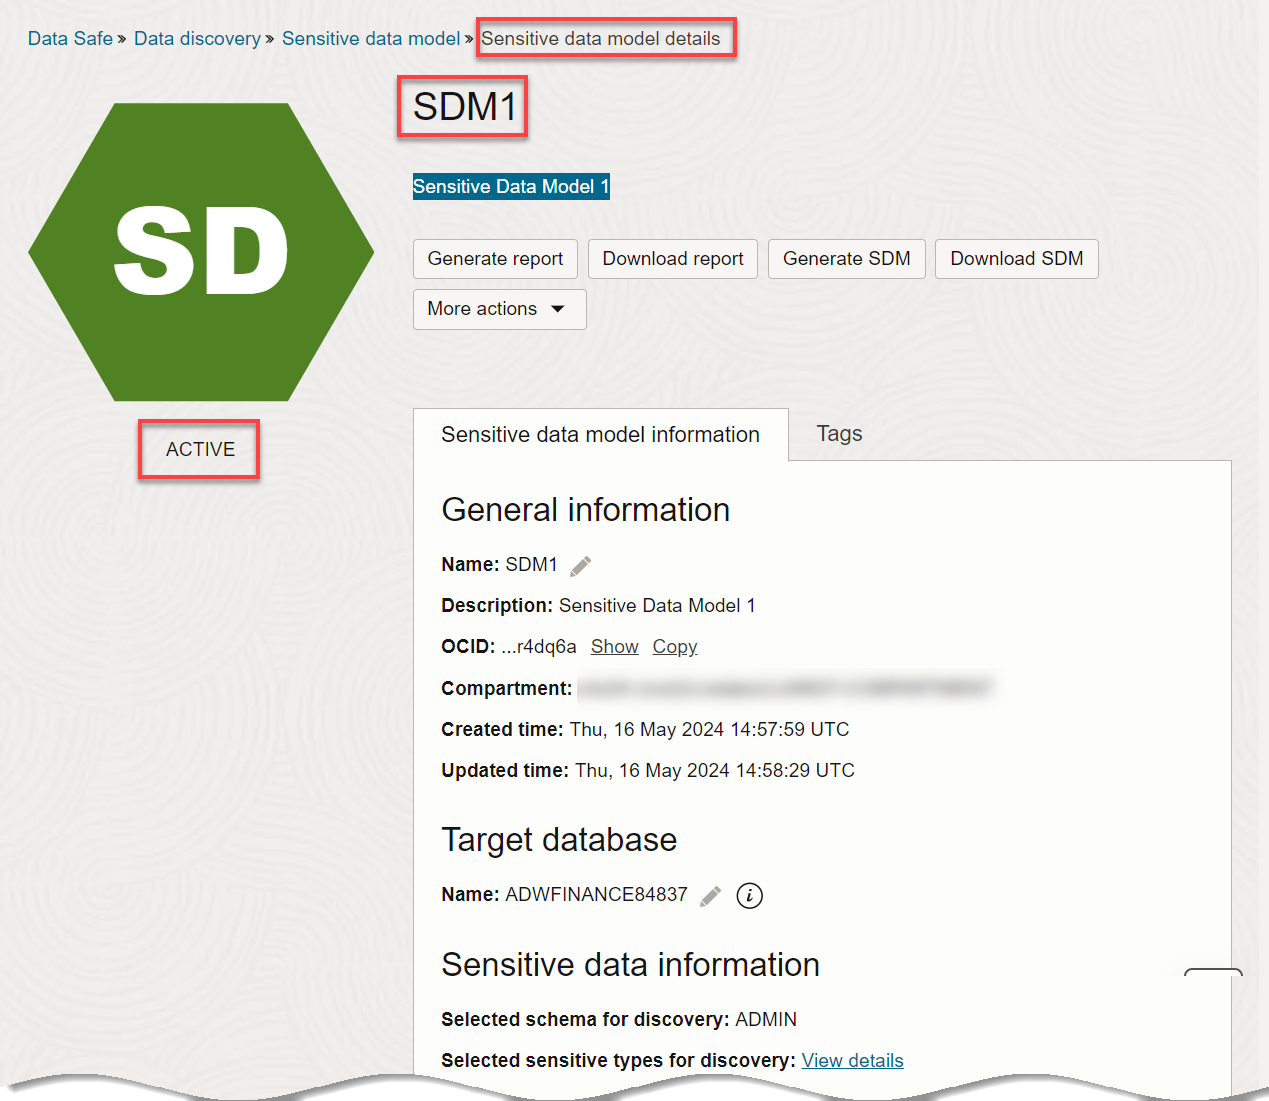 Data Safe » Data discovery » Sensitive data model » Sensitive data model details
SDM1
Sensitive Data Model 1
SD
ACTIVE
Generate report
Download report
Generate SDM
Download SDM
More actions
Sensitive data model information
Tags
General information
Name: SDM1
Description: Sensitive Data Model 1
OCID: ...r4dq6a Show Copy
Compartment:
Created time: Thu, 16 May 2024 14:57:59 UTC
Updated time: Thu, 16 May 2024 14:58:29 UTC
Target database
Name: ADWFINANCE84837 i
Sensitive data information
Selected schema for discovery: ADMIN
Selected sensitive types for discovery: View details